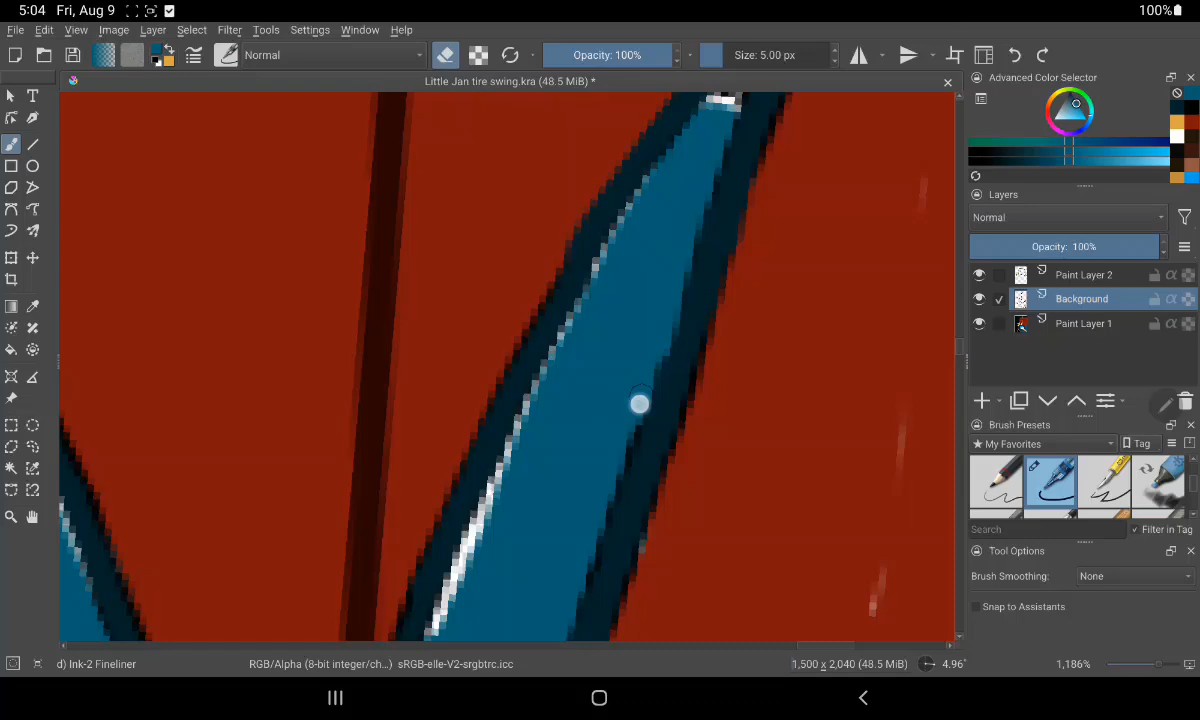 5:04 Fri, Aug 9
100%
File Edit View Image Layer Select Filter Tools Settings Window Help
Normal
Opacity: 100%
Size: 5.00 px
Little Jan tire swing.kra (48.5 MiB) *
Advanced Color Selector
Layers
Normal
Opacity: 100%
Paint Layer 2
Background
Paint Layer 1
Brush Presets
★ My Favorites
Tag
Search
Filter in Tag
Tool Options
Brush Smoothing: None
Snap to Assistants
d) Ink-2 Fineliner
RGB/Alpha (8-bit integer/ch...) sRGB-elle-V2-srgbtrc.icc
1,500 x 2,040 (48.5 MiB)
4.96°
1,186%